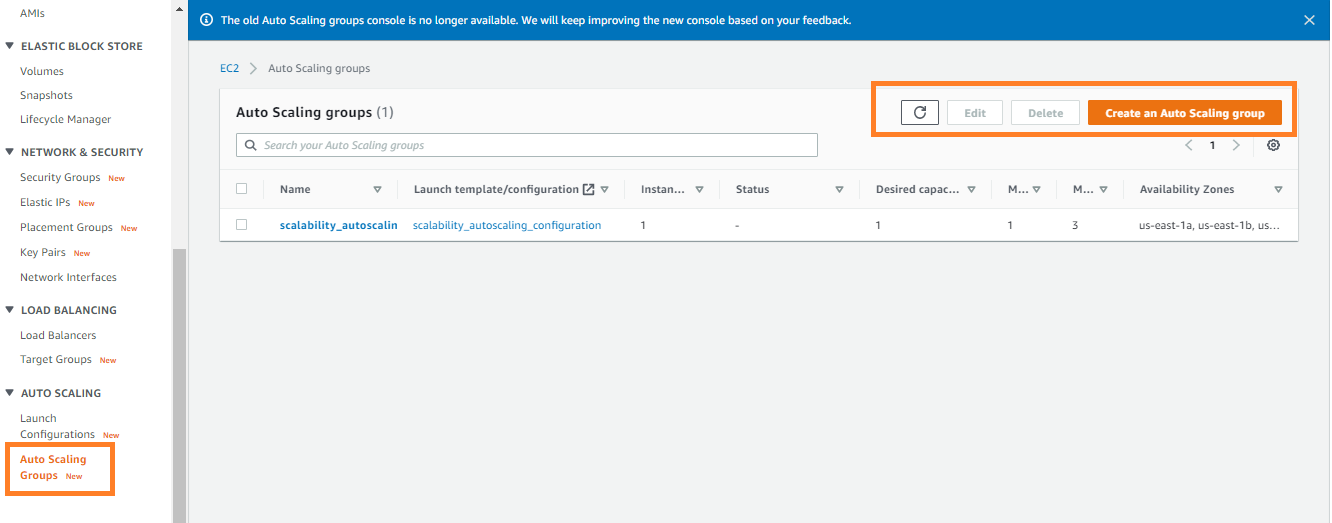 AMIs
ELASTIC BLOCK STORE
Volumes
Snapshots
Lifecycle Manager
NETWORK & SECURITY
Security Groups New
Elastic IPs New
Placement Groups New
Key Pairs New
Network Interfaces
LOAD BALANCING
Load Balancers
Target Groups New
AUTO SCALING
Launch
Configurations New
Auto Scaling
Groups New
The old Auto Scaling groups console is no longer available. We will keep improving the new console based on your feedback.
EC2 Auto Scaling groups
Auto Scaling groups (1)
Edit Delete Create an Auto Scaling group
Search your Auto Scaling groups
1
Name Launch template/configuration Instan... Status Desired capac... M... M... Availability Zones
scalability_autoscalin scalability_autoscaling_configuration 1 - 1 1 3 us-east-1a, us-east-1b, us...